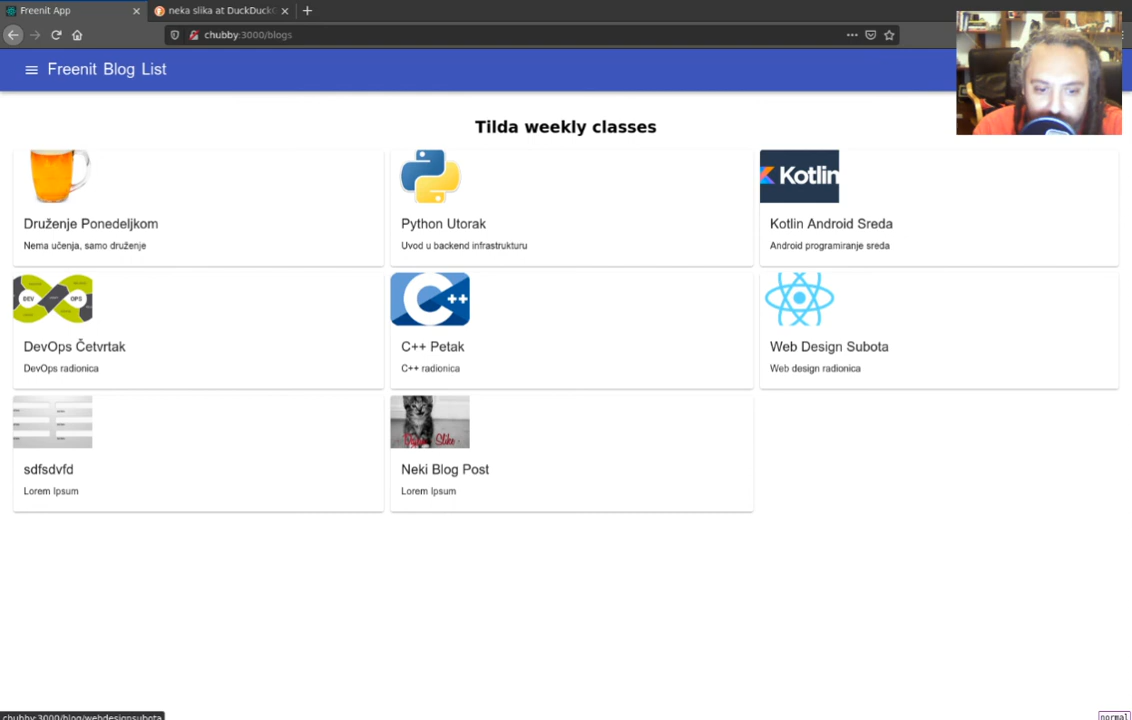 Freenit App
neka slika at DuckDuckG
chubby:3000/blogs
Freenit Blog List
Tilda weekly classes
Kotlin
Druženje Ponedeljkom
Nema učenja, samo druženje
Python Utorak
Uvod u backend infrastrukturu
Kotlin Android Sreda
Android programiranje sreda
DEV OPS
C++
DevOps Četvrtak
DevOps radionica
C++ Petak
C++ radionica
Web Design Subota
Web design radionica
Slike
sdfsdvfd
Lorem Ipsum
Neki Blog Post
Lorem Ipsum
chubby:3000/blog/webdesignsubota
normal